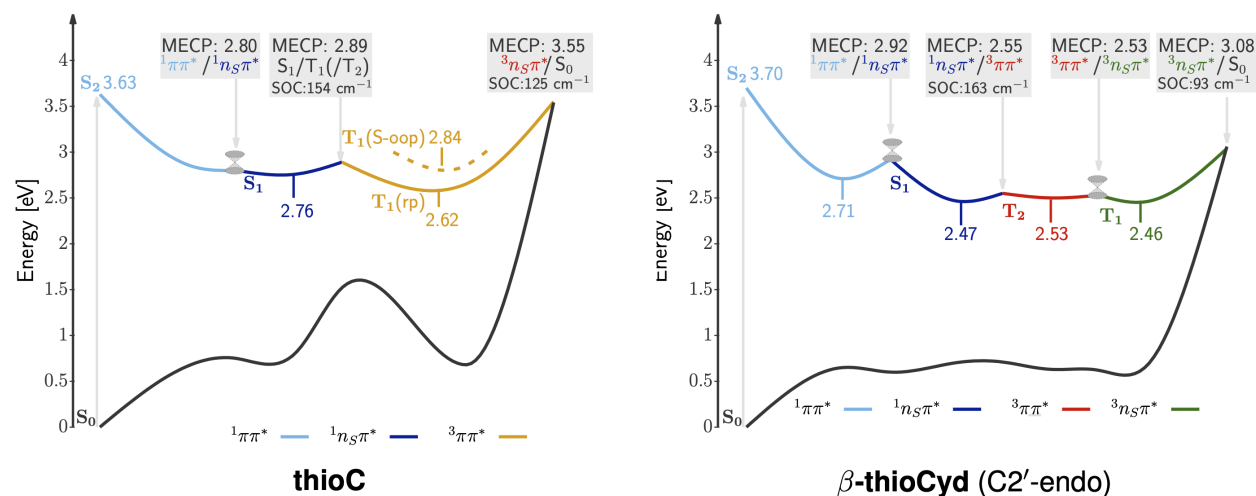 MECP: 2.80
¹ππ* / ¹n_Sπ*
MECP: 2.89
S₁/T₁(/T₂)
SOC:154 cm⁻¹
MECP: 3.55
³n_Sπ*/S₀
SOC:125 cm⁻¹
Energy [eV]
4
3.5
3
2.5
2
1.5
1
0.5
0
S₂ 3.63
S₁
2.76
T₁(S-oop) 2.84
T₁(rp)
2.62
S₀
¹ππ*
¹n_Sπ*
³ππ*
thioC
MECP: 2.92
¹ππ* / ¹n_Sπ*
MECP: 2.55
¹n_Sπ*/³ππ*
SOC:163 cm⁻¹
MECP: 2.53
³ππ* / ³n_Sπ*
MECP: 3.08
³n_Sπ*/S₀
SOC:93 cm⁻¹
Energy [eV]
4
3.5
3
2.5
2
1.5
1
0.5
0
S₂ 3.70
2.71
S₁
2.47
T₂
2.53
T₁
2.46
S₀
¹ππ*
¹n_Sπ*
³ππ*
³n_Sπ*
β-thioCyd (C2′-endo)